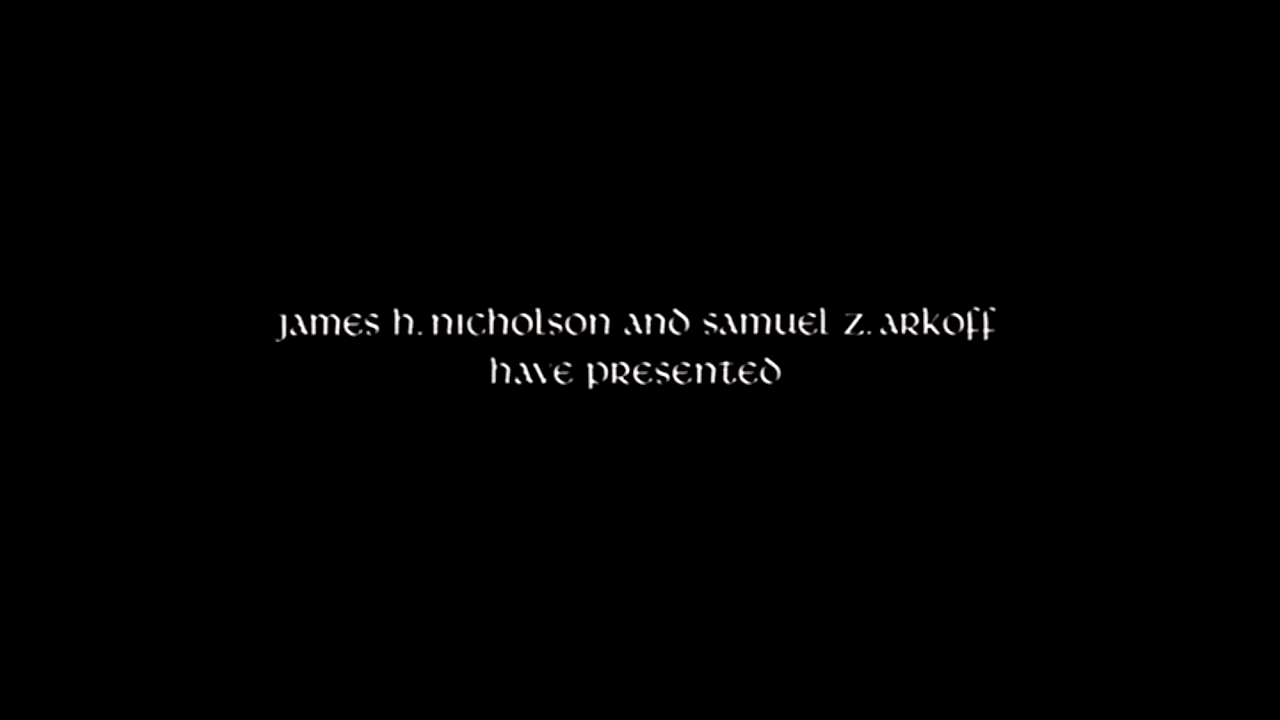 james h. nicholson and samuel z. arkoff
have presented